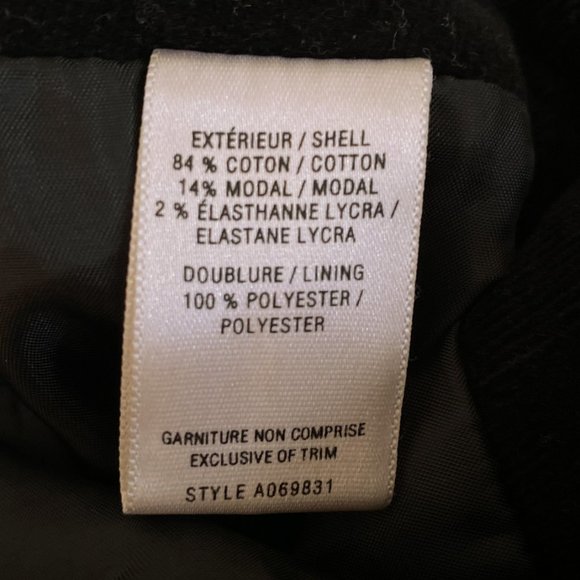 EXTÉRIEUR / SHELL
84 % COTON / COTTON
14% MODAL / MODAL
2 % ÉLASTHANNE LYCRA /
ELASTANE LYCRA
DOUBLURE / LINING
100 % POLYESTER /
POLYESTER
GARNITURE NON COMPRISE
EXCLUSIVE OF TRIM
STYLE A069831